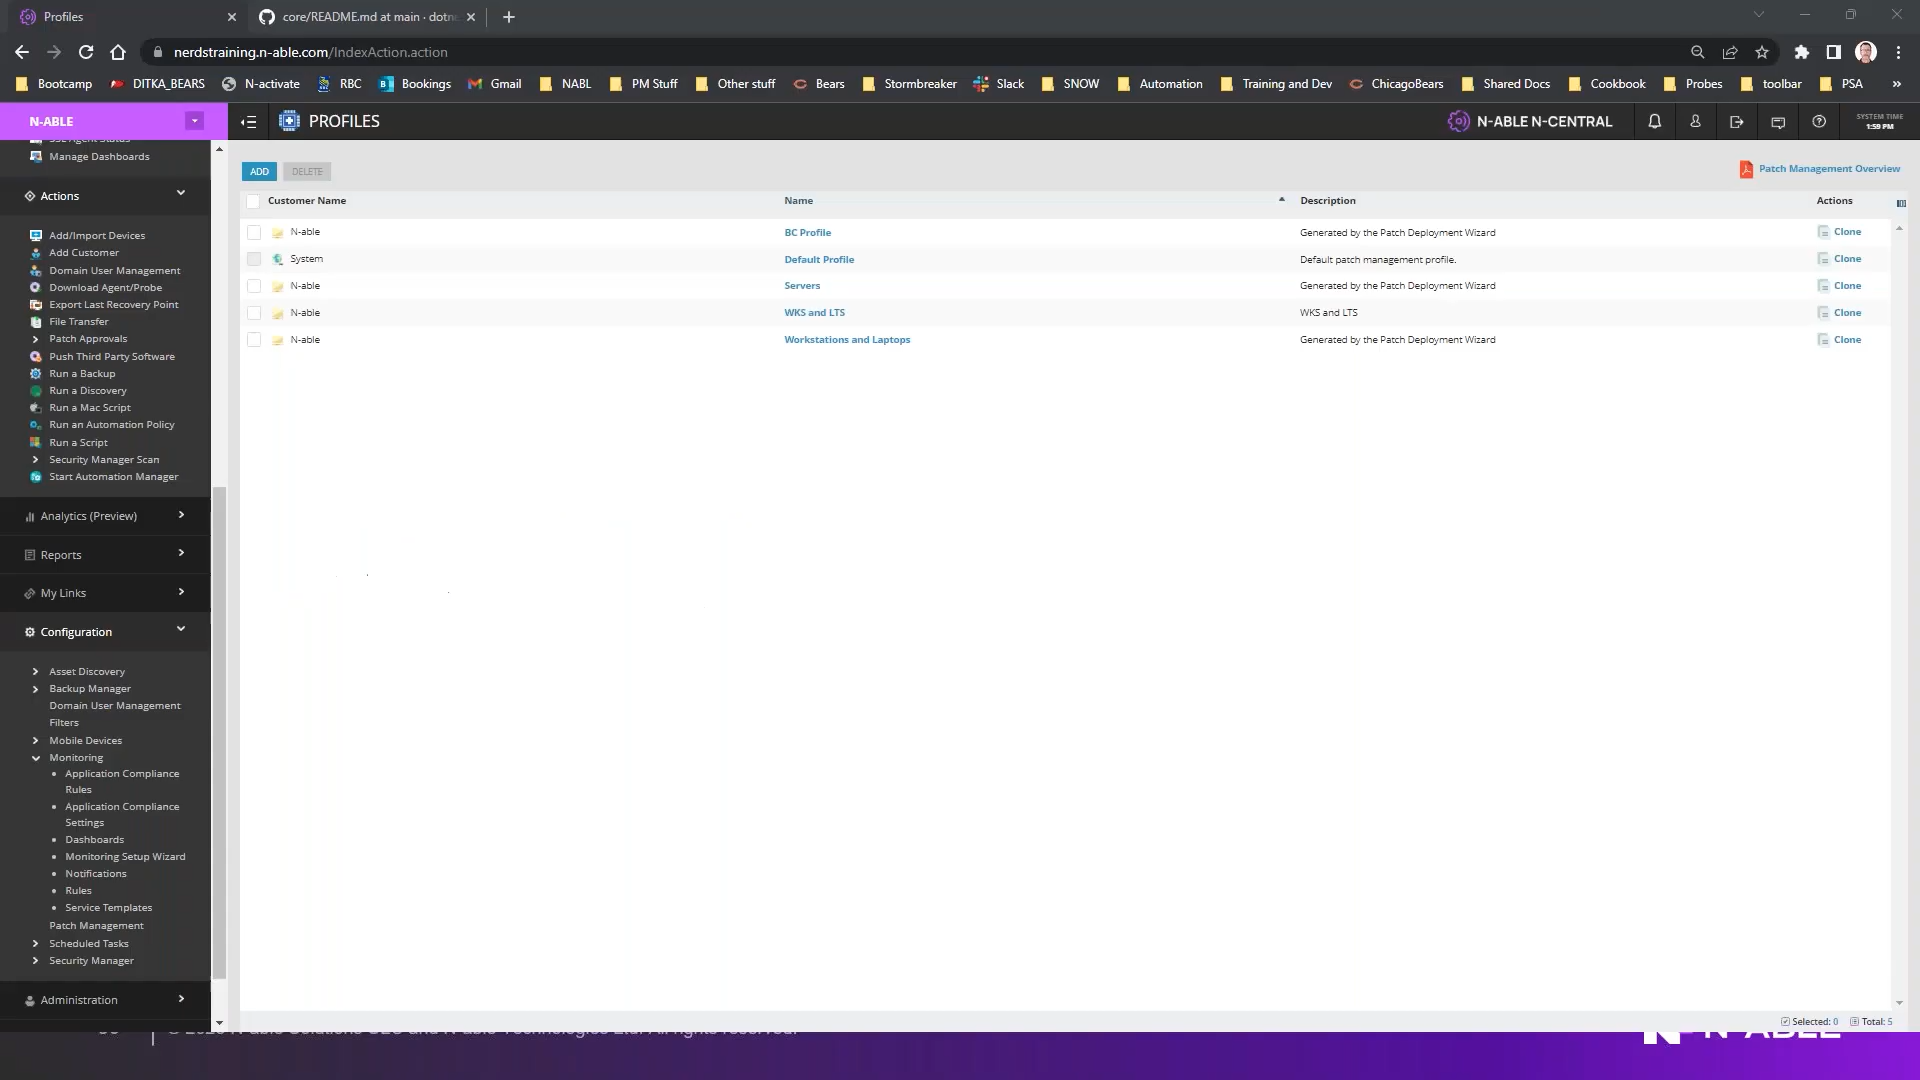 Profiles
core/README.md at main · dotn
nerdstraining.n-able.com/IndexAction.action
Bootcamp
DITKA_BEARS
N-activate
RBC
Bookings
Gmail
NABL
PM Stuff
Other stuff
Bears
Stormbreaker
Slack
SNOW
Automation
Training and Dev
ChicagoBears
Shared Docs
Cookbook
Probes
toolbar
PSA
»
N-ABLE
PROFILES
N-ABLE N-CENTRAL
SYSTEM TIME
1:59 PM
Manage Dashboards
Actions
Add/Import Devices
Add Customer
Domain User Management
Download Agent/Probe
Export Last Recovery Point
File Transfer
Patch Approvals
Push Third Party Software
Run a Backup
Run a Discovery
Run a Mac Script
Run an Automation Policy
Run a Script
Security Manager Scan
Start Automation Manager
Analytics (Preview)
Reports
My Links
Configuration
Asset Discovery
Backup Manager
Domain User Management
Filters
Mobile Devices
Monitoring
Application Compliance
Rules
Application Compliance
Settings
Dashboards
Monitoring Setup Wizard
Notifications
Rules
Service Templates
Patch Management
Scheduled Tasks
Security Manager
Administration
ADD DELETE
Patch Management Overview
Customer Name Name Description Actions
N-able BC Profile Generated by the Patch Deployment Wizard Clone
System Default Profile Default patch management profile. Clone
N-able Servers Generated by the Patch Deployment Wizard Clone
N-able WKS and LTS WKS and LTS Clone
N-able Workstations and Laptops Generated by the Patch Deployment Wizard Clone
Selected: 0 Total: 5
N-ABLE